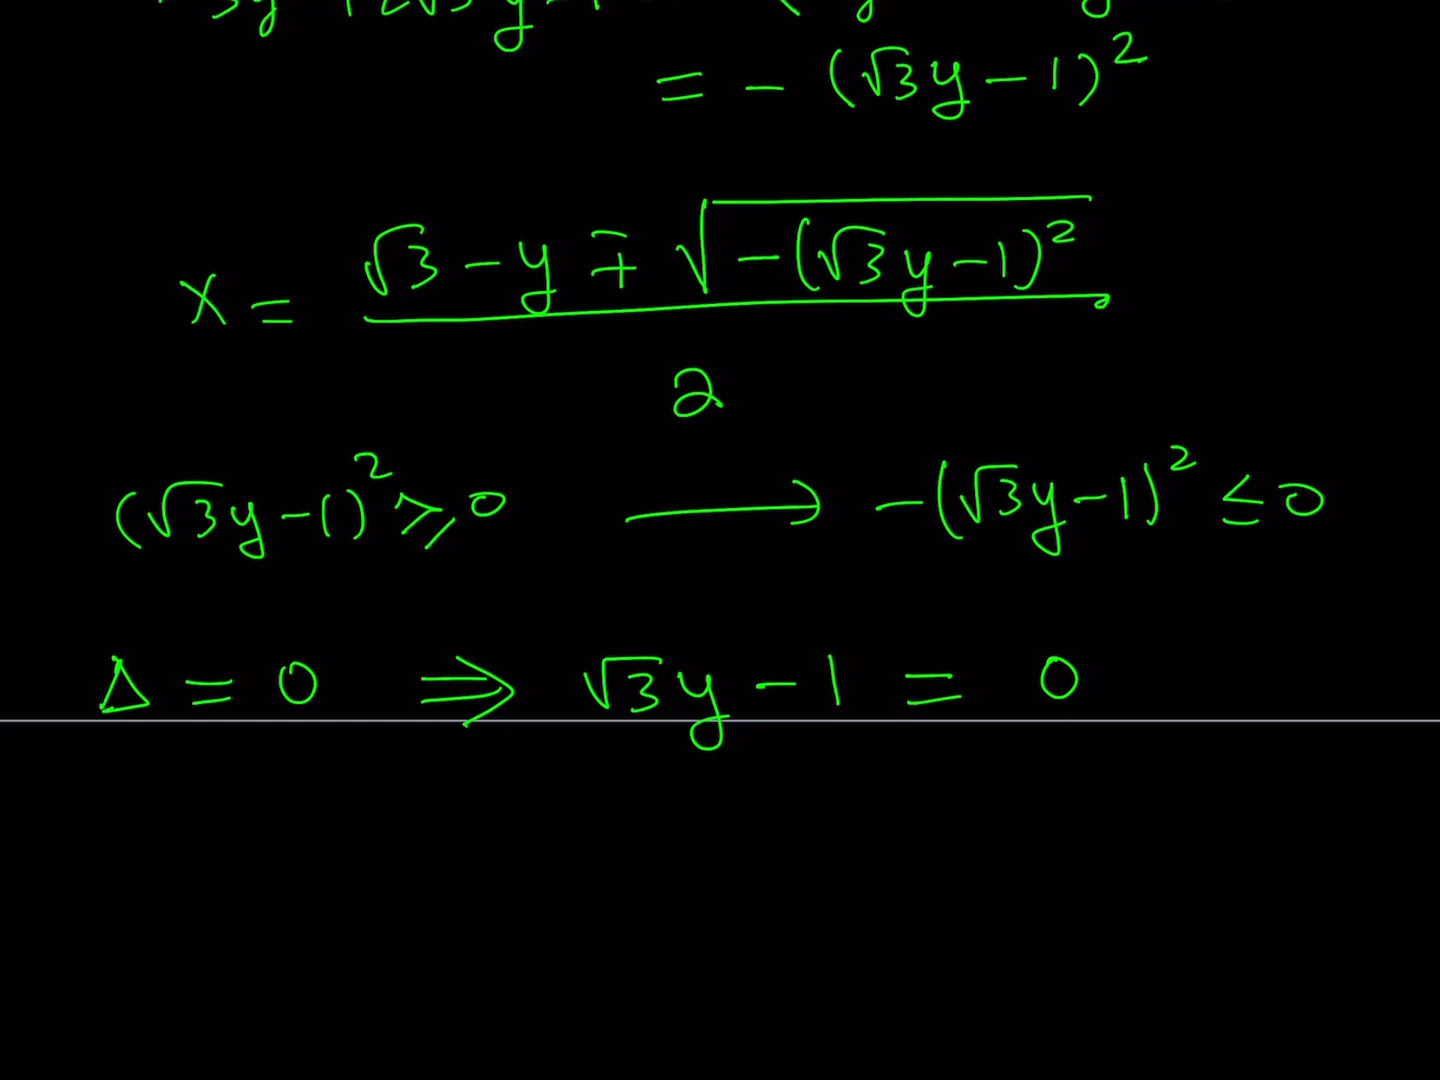 = - (√3y - 1)²
x = (√3 - y ∓ √(-(√3y - 1)²)) / 2
(√3y - 1)² ≥ 0 ⟶ -(√3y - 1)² ≤ 0
Δ = 0 ⇒ √3y - 1 = 0